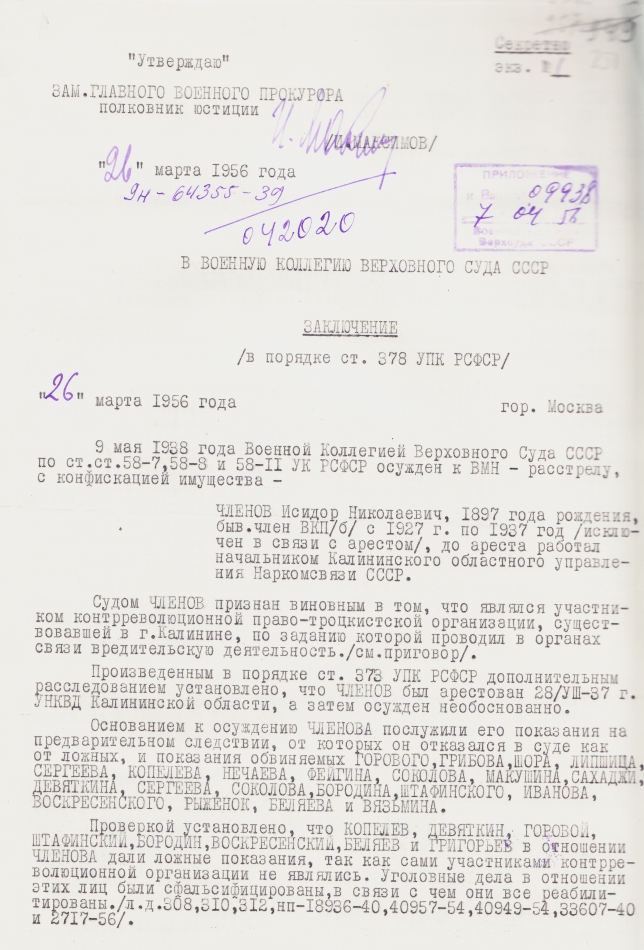 Секретно
экз. №1
"Утверждаю"
ЗАМ.ГЛАВНОГО ВОЕННОГО ПРОКУРОРА
полковник юстиции
/И.МАКСИМОВ/
"26" марта 1956 года
9н-64355-39
042020
ПРИЛОЖЕНИЕ
09938
7 04 56
Верхсуда СССР
В ВОЕННУЮ КОЛЛЕГИЮ ВЕРХОВНОГО СУДА СССР
ЗАКЛЮЧЕНИЕ
/в порядке ст. 378 УПК РСФСР/
"26" марта 1956 года
гор. Москва
9 мая 1938 года Военной Коллегией Верховного Суда СССР
по ст.ст.58-7,58-8 и 58-II УК РСФСР осужден к ВМН - расстрелу,
с конфискацией имущества -
ЧЛЕНОВ Исидор Николаевич, 1897 года рождения,
быв.член ВКП/б/ с 1927 г. по 1937 год /исклю-
чен в связи с арестом/, до ареста работал
начальником Калининского областного управле-
ния Наркомсвязи СССР.
Судом ЧЛЕНОВ признан виновным в том, что являлся участни-
ком контрреволюционной право-троцкистской организации, сущест-
вовавшей в г.Калинине, по заданию которой проводил в органах
связи вредительскую деятельность./см.приговор/.
Произведенным в порядке ст. 373 УПК РСФСР дополнительным
расследованием установлено, что ЧЛЕНОВ был арестован 28/УШ-37 г.
УНКВД Калининской области, а затем осужден необоснованно.
Основанием к осуждению ЧЛЕНОВА послужили его показания на
предварительном следствии, от которых он отказался в суде как
от ложных, и показания обвиняемых ГОРОВОГО,ГРИБОВА,ШОРА, ЛИПШИЦА,
СЕРГЕЕВА, КОПЕЛЕВА, НЕЧАЕВА, ФЕЙГИНА, СОКОЛОВА, МАКУШИНА,САХАДЖИ,
ДЕВЯТКИНА, СЕРГЕЕВА, СОКОЛОВА,БОРОДИНА,ШТАФИНСКОГО, ИВАНОВА,
ВОСКРЕСЕНСКОГО, РЫЖЕНОК, БЕЛЯЕВА и ВЯЗЬМИНА.
Проверкой установлено, что КОПЕЛЕВ, ДЕВЯТКИН, ГОРОВОЙ,
ШТАФИНСКИЙ,БОРОДИН,ВОСКРЕСЕНСКИЙ,БЕЛЯЕВ и ГРИГОРЬЕВ в отношении
ЧЛЕНОВА дали ложные показания, так как сами участниками контрре-
волюционной организации не являлись. Уголовные дела в отношении
этих лиц были сфальсифицированы,в связи с чем они все реабили-
тированы./л.д.308,310,312,нп-18936-40,40957-54,40949-54,33607-40
и 2717-56/.